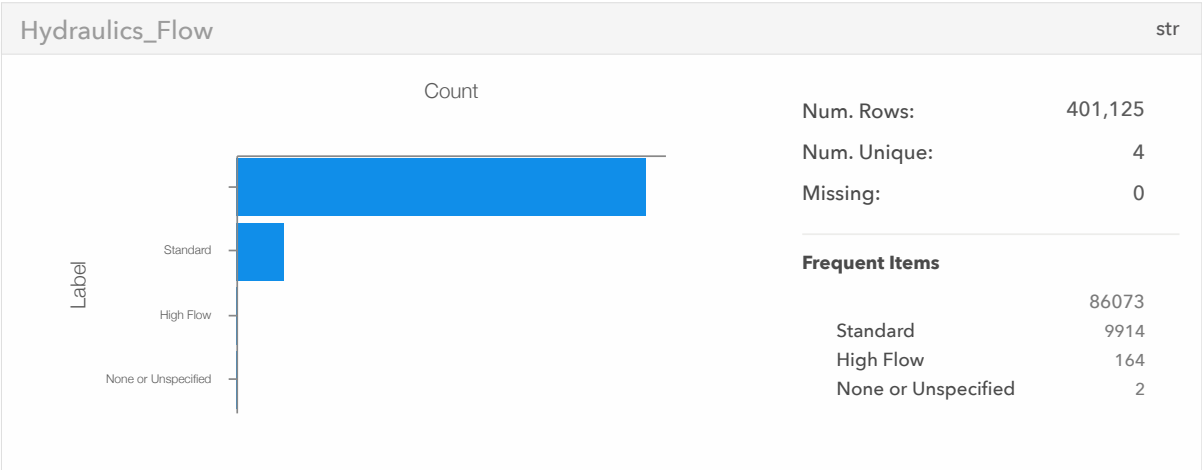 Hydraulics_Flow str
Count
Label
Standard
High Flow
None or Unspecified
Num. Rows: 401,125
Num. Unique: 4
Missing: 0
Frequent Items
86073
Standard 9914
High Flow 164
None or Unspecified 2